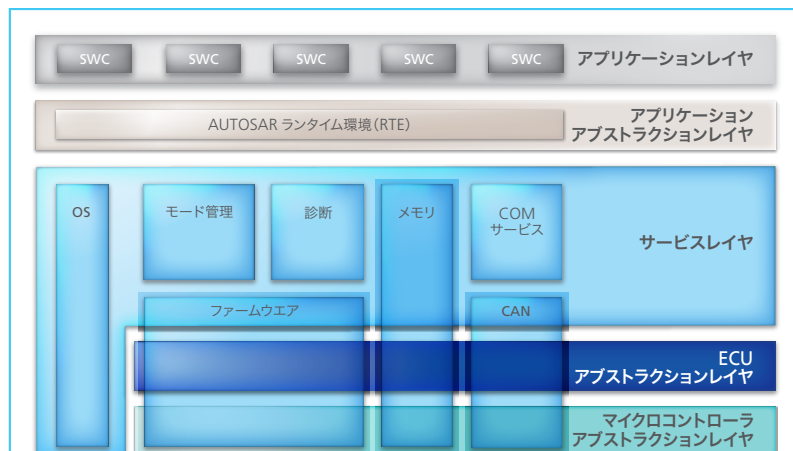 SWC SWC SWC SWC SWC アプリケーションレイヤ
AUTOSAR ランタイム環境(RTE)
アプリケーション
アブストラクションレイヤ
OS
モード管理
診断
メモリ
COM
サービス
サービスレイヤ
ファームウエア
CAN
ECU
アブストラクションレイヤ
マイクロコントローラ
アブストラクションレイヤ